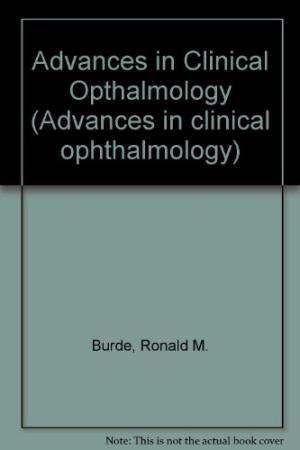 Advances in Clinical
Opthalmology
(Advances in clinical
ophthalmology)
Burde, Ronald M.
Note: This is not the actual book cover